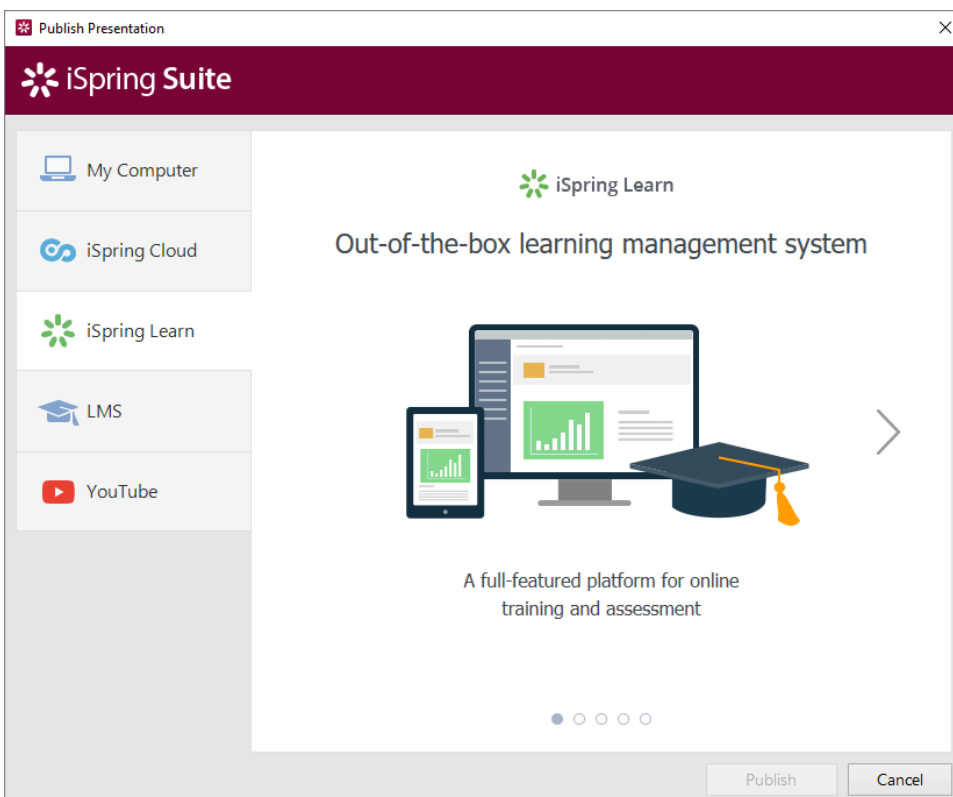 Publish Presentation
iSpring Suite
My Computer
iSpring Cloud
iSpring Learn
LMS
YouTube
iSpring Learn
Out-of-the-box learning management system
A full-featured platform for online
training and assessment
Publish
Cancel